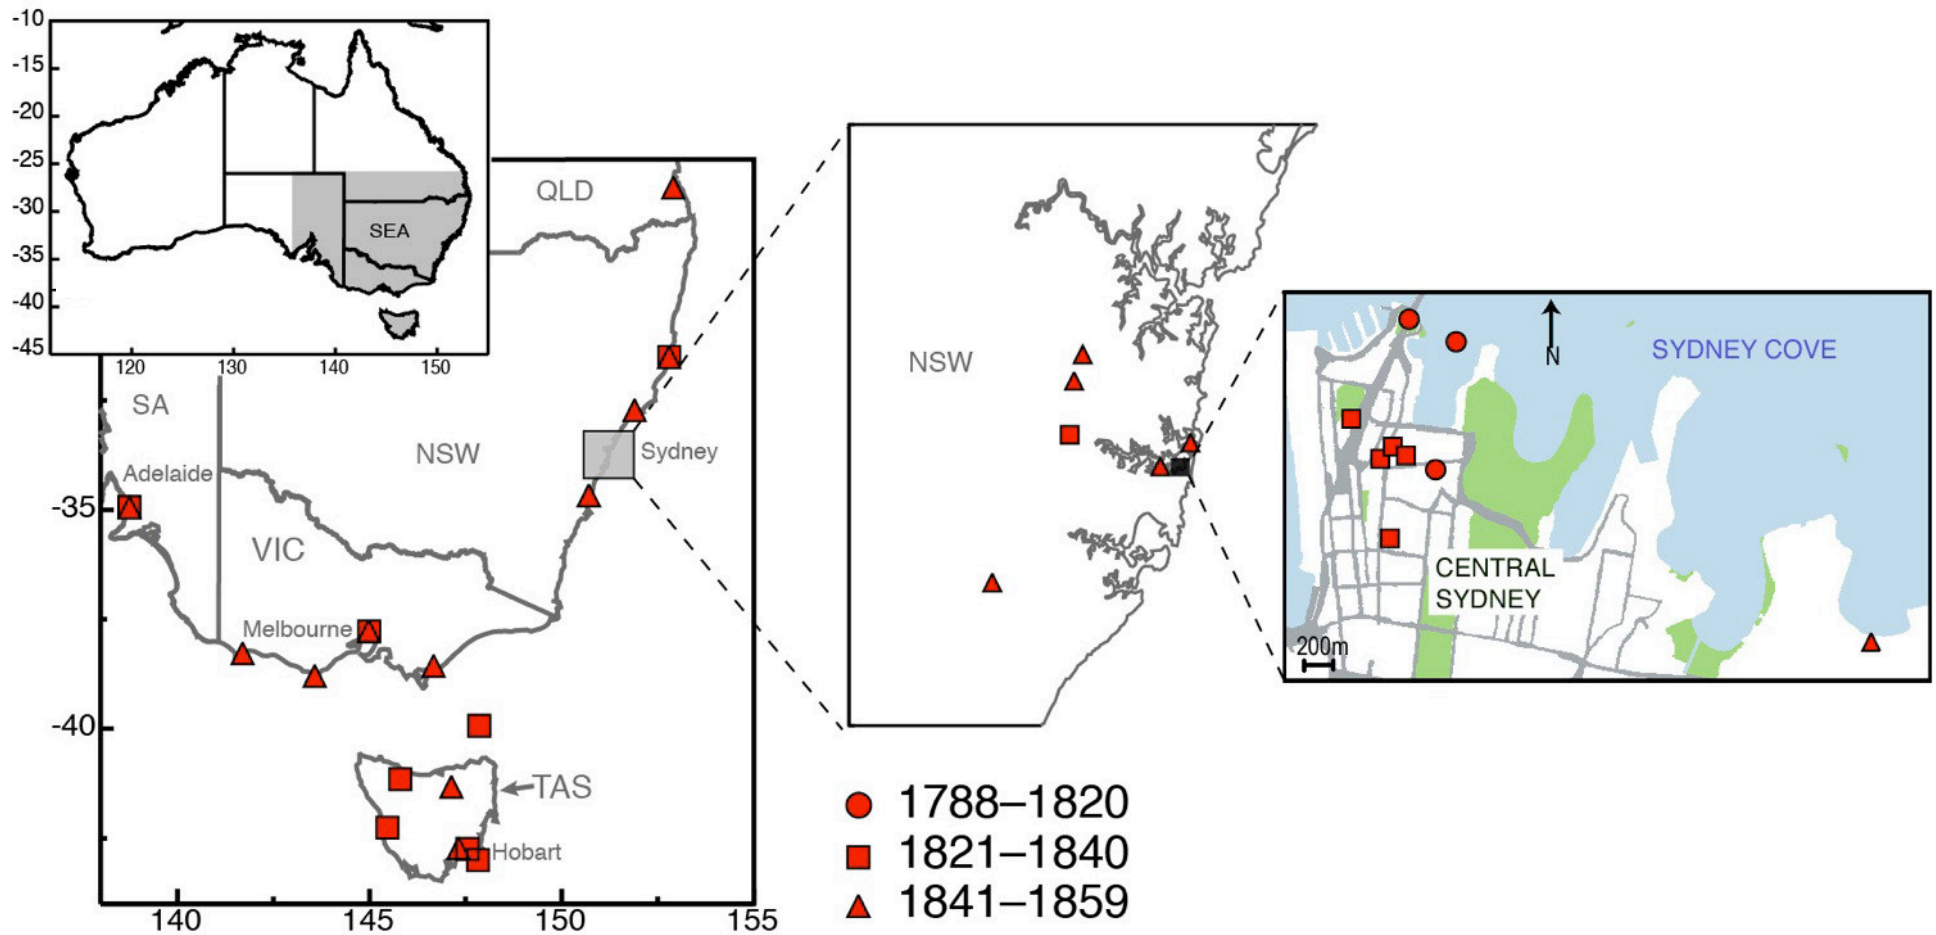 -10
-15
-20
-25
-30
-35
-40
-45
120
130
140
150
SEA
QLD
SA
NSW
Sydney
Adelaide
VIC
Melbourne
TAS
Hobart
-35
-40
140
145
150
155
NSW
SYDNEY COVE
N
CENTRAL
SYDNEY
200m
1788–1820
1821–1840
1841–1859